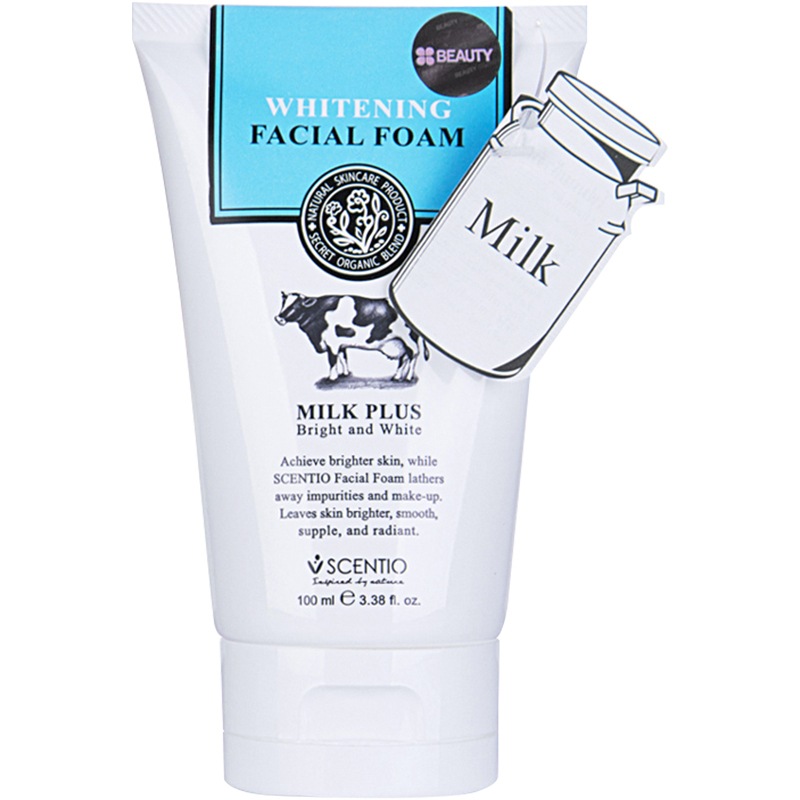 BEAUTY
WHITENING
FACIAL FOAM
NATURAL SKINCARE PRODUCT
SECRET ORGANIC BLEND
Milk
MILK PLUS
Bright and White
Achieve brighter skin, while
SCENTIO Facial Foam lathers
away impurities and make-up.
Leaves skin brighter, smooth,
supple, and radiant.
SCENTIO
Inspired by nature
100 ml ℮ 3.38 fl. oz.